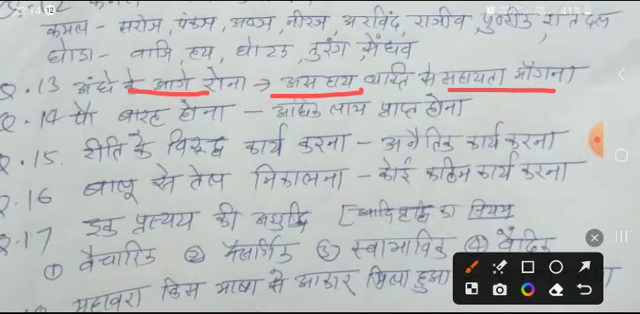 कमल - सरोज, पंकज, अब्ज, नीरज, अरविंद, राजीव, पुण्डरीक, शतदल
घोडा - वाजि, हय, घोटक, तुरंग, सैंधव
Q.13 अंधे के आगे रोना → असहाय व्यक्ति से सहायता माँगना
Q.14 पौ बारह होना - अधिक लाभ प्राप्त होना
Q.15. रीति के विरुद्ध कार्य करना - अनैतिक कार्य करना
Q.16 बालू से तेल निकालना - कोई कठिन कार्य करना
Q.17 इक प्रत्यय की का नियम
① वैचारिक ② नैसर्गिक ③ स्वाभाविक ④ वैदिक
मुहावरा किस भाषा से आकार मिला हुआ